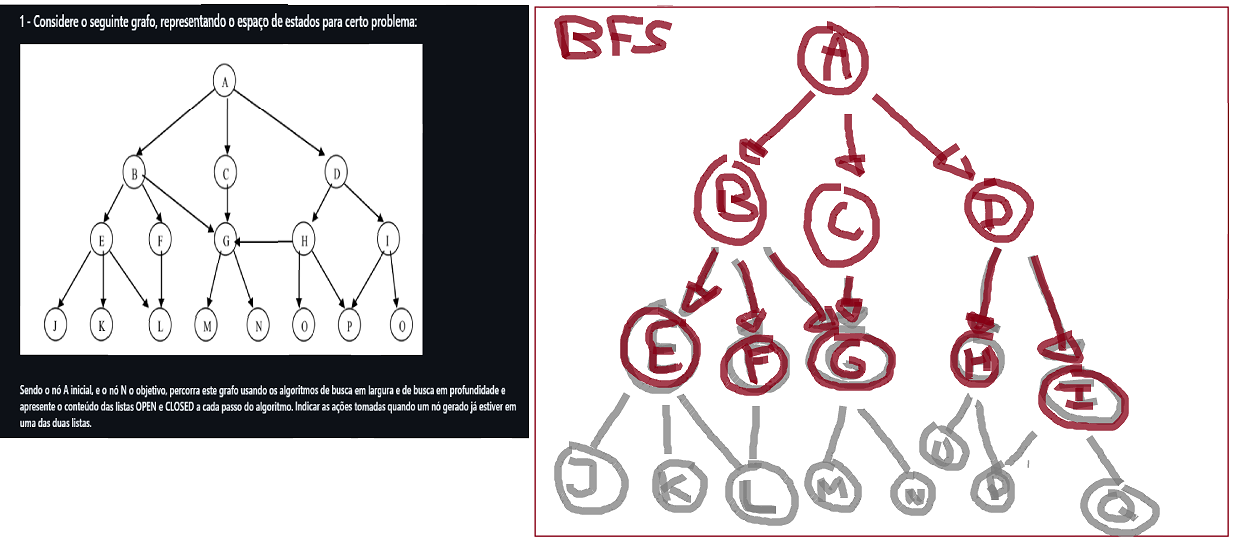 1 - Considere o seguinte grafo, representando o espaço de estados para certo problema:
A
B C D
E F G H I
J K L M N O P O
Sendo o nó A inicial, e o nó N o objetivo, percorra este grafo usando os algoritmos de busca em largura e de busca em profundidade e
apresente o conteúdo das listas OPEN e CLOSED a cada passo do algoritmo. Indicar as ações tomadas quando um nó gerado já estiver em
uma das duas listas.
BFS
A
B C D
E F G H I
J K L M N O P Q